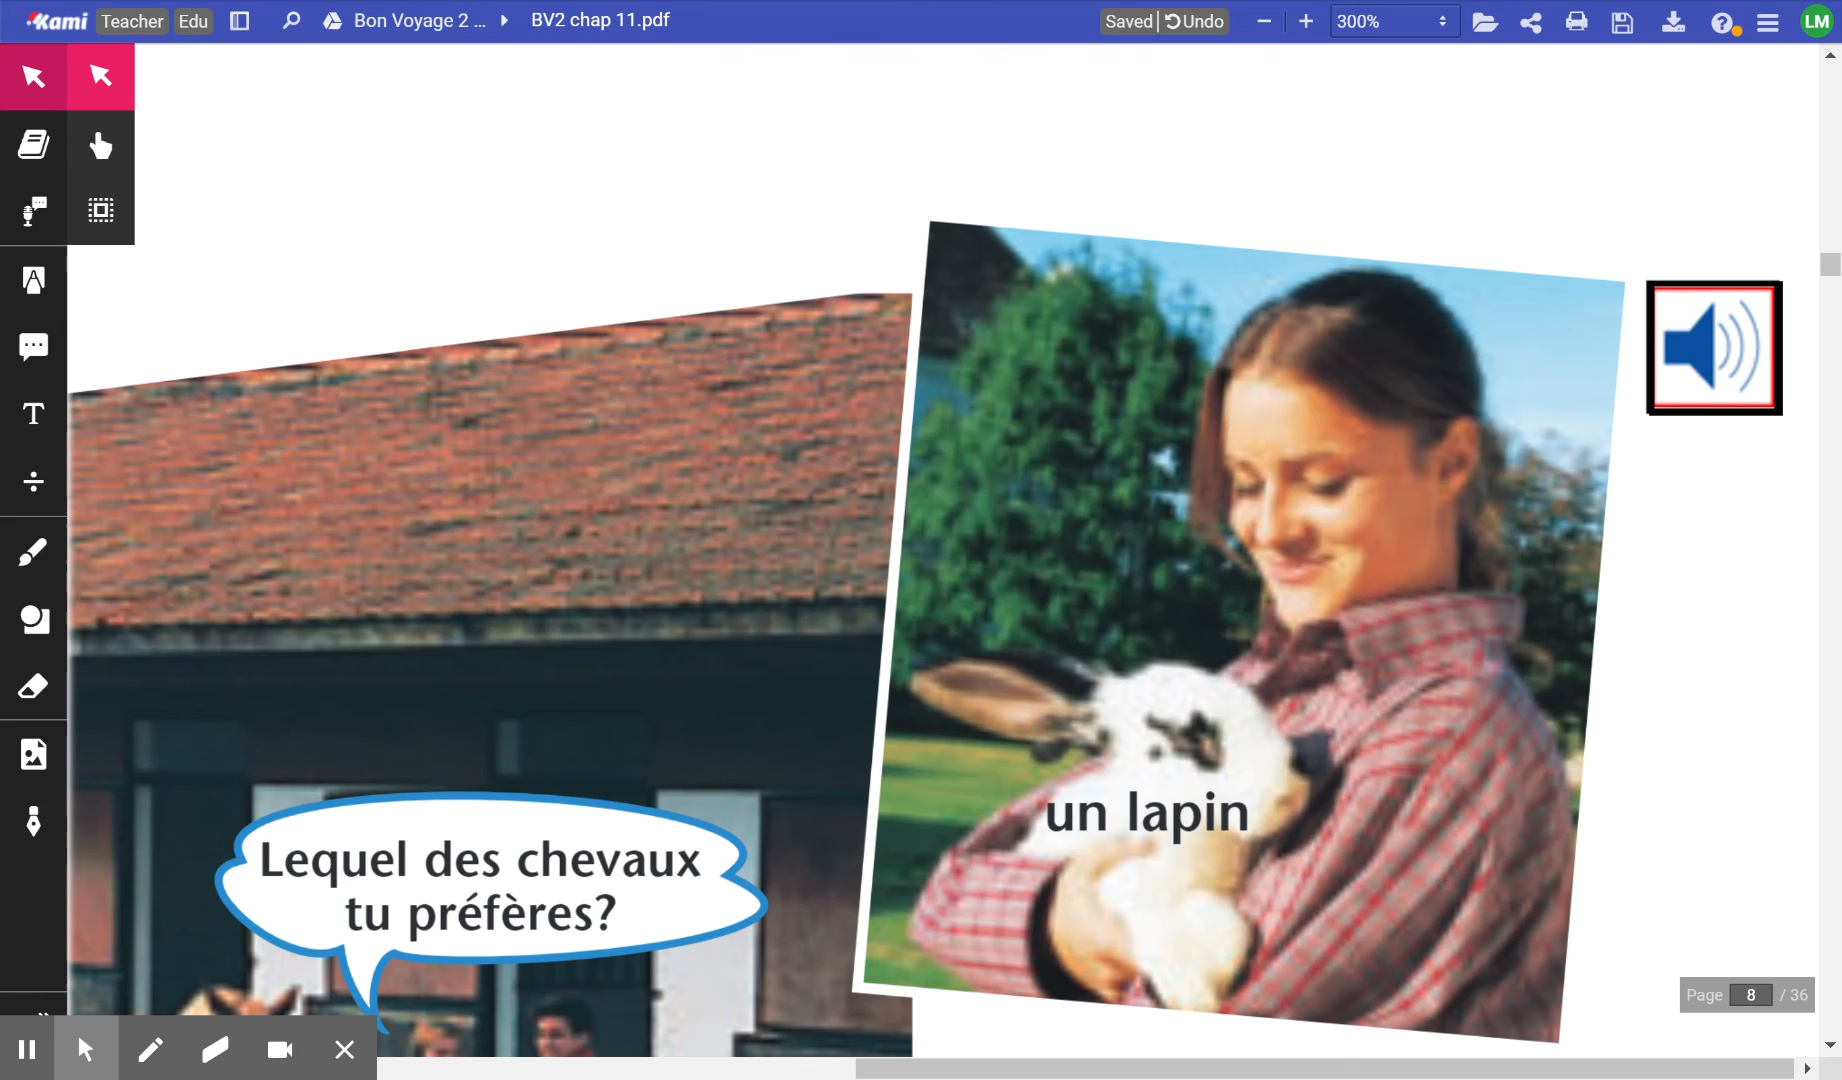 Kami Teacher Edu Bon Voyage 2 ... BV2 chap 11.pdf Saved Undo 300% LM
un lapin
Lequel des chevaux
tu préfères?
Page 8 / 36